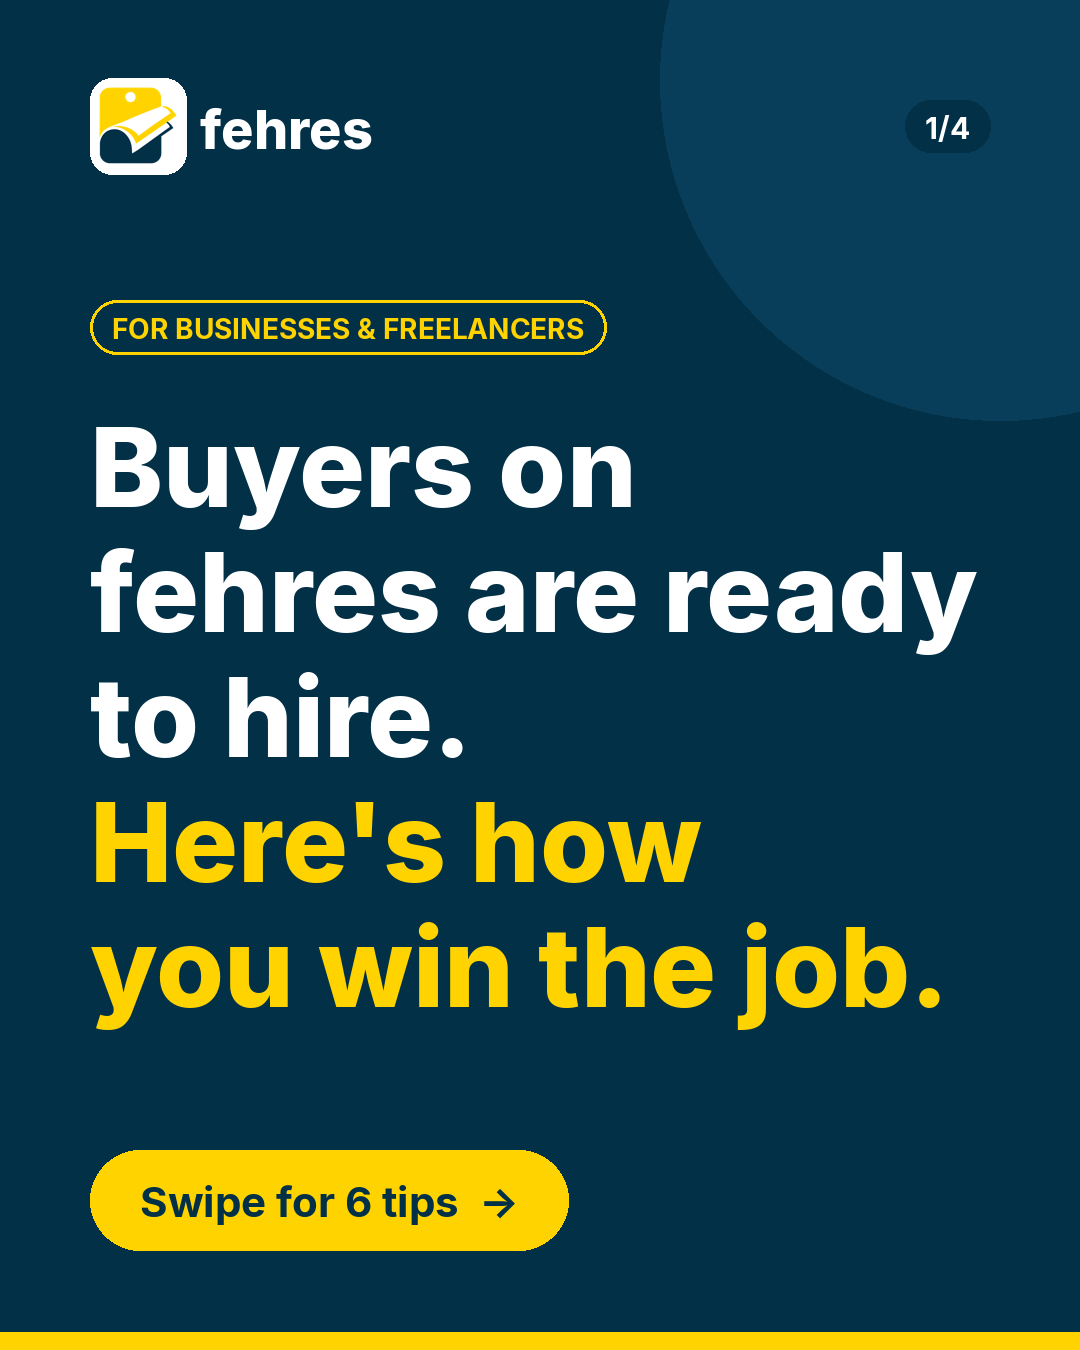 fehres
1/4
FOR BUSINESSES & FREELANCERS
Buyers on
fehres are ready
to hire.
Here's how
you win the job.
Swipe for 6 tips →